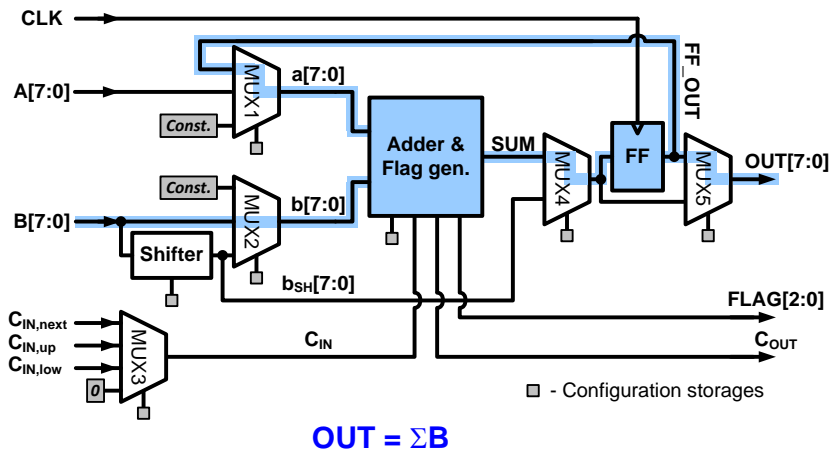 CLK
A[7:0]
Const.
MUX1
a[7:0]
FF_OUT
Adder &
Flag gen.
SUM
MUX4
FF
MUX5
OUT[7:0]
Const.
B[7:0]
MUX2
b[7:0]
Shifter
bSH[7:0]
FLAG[2:0]
CIN,next
CIN,up
CIN,low
0
MUX3
CIN
COUT
- Configuration storages
OUT = ΣB